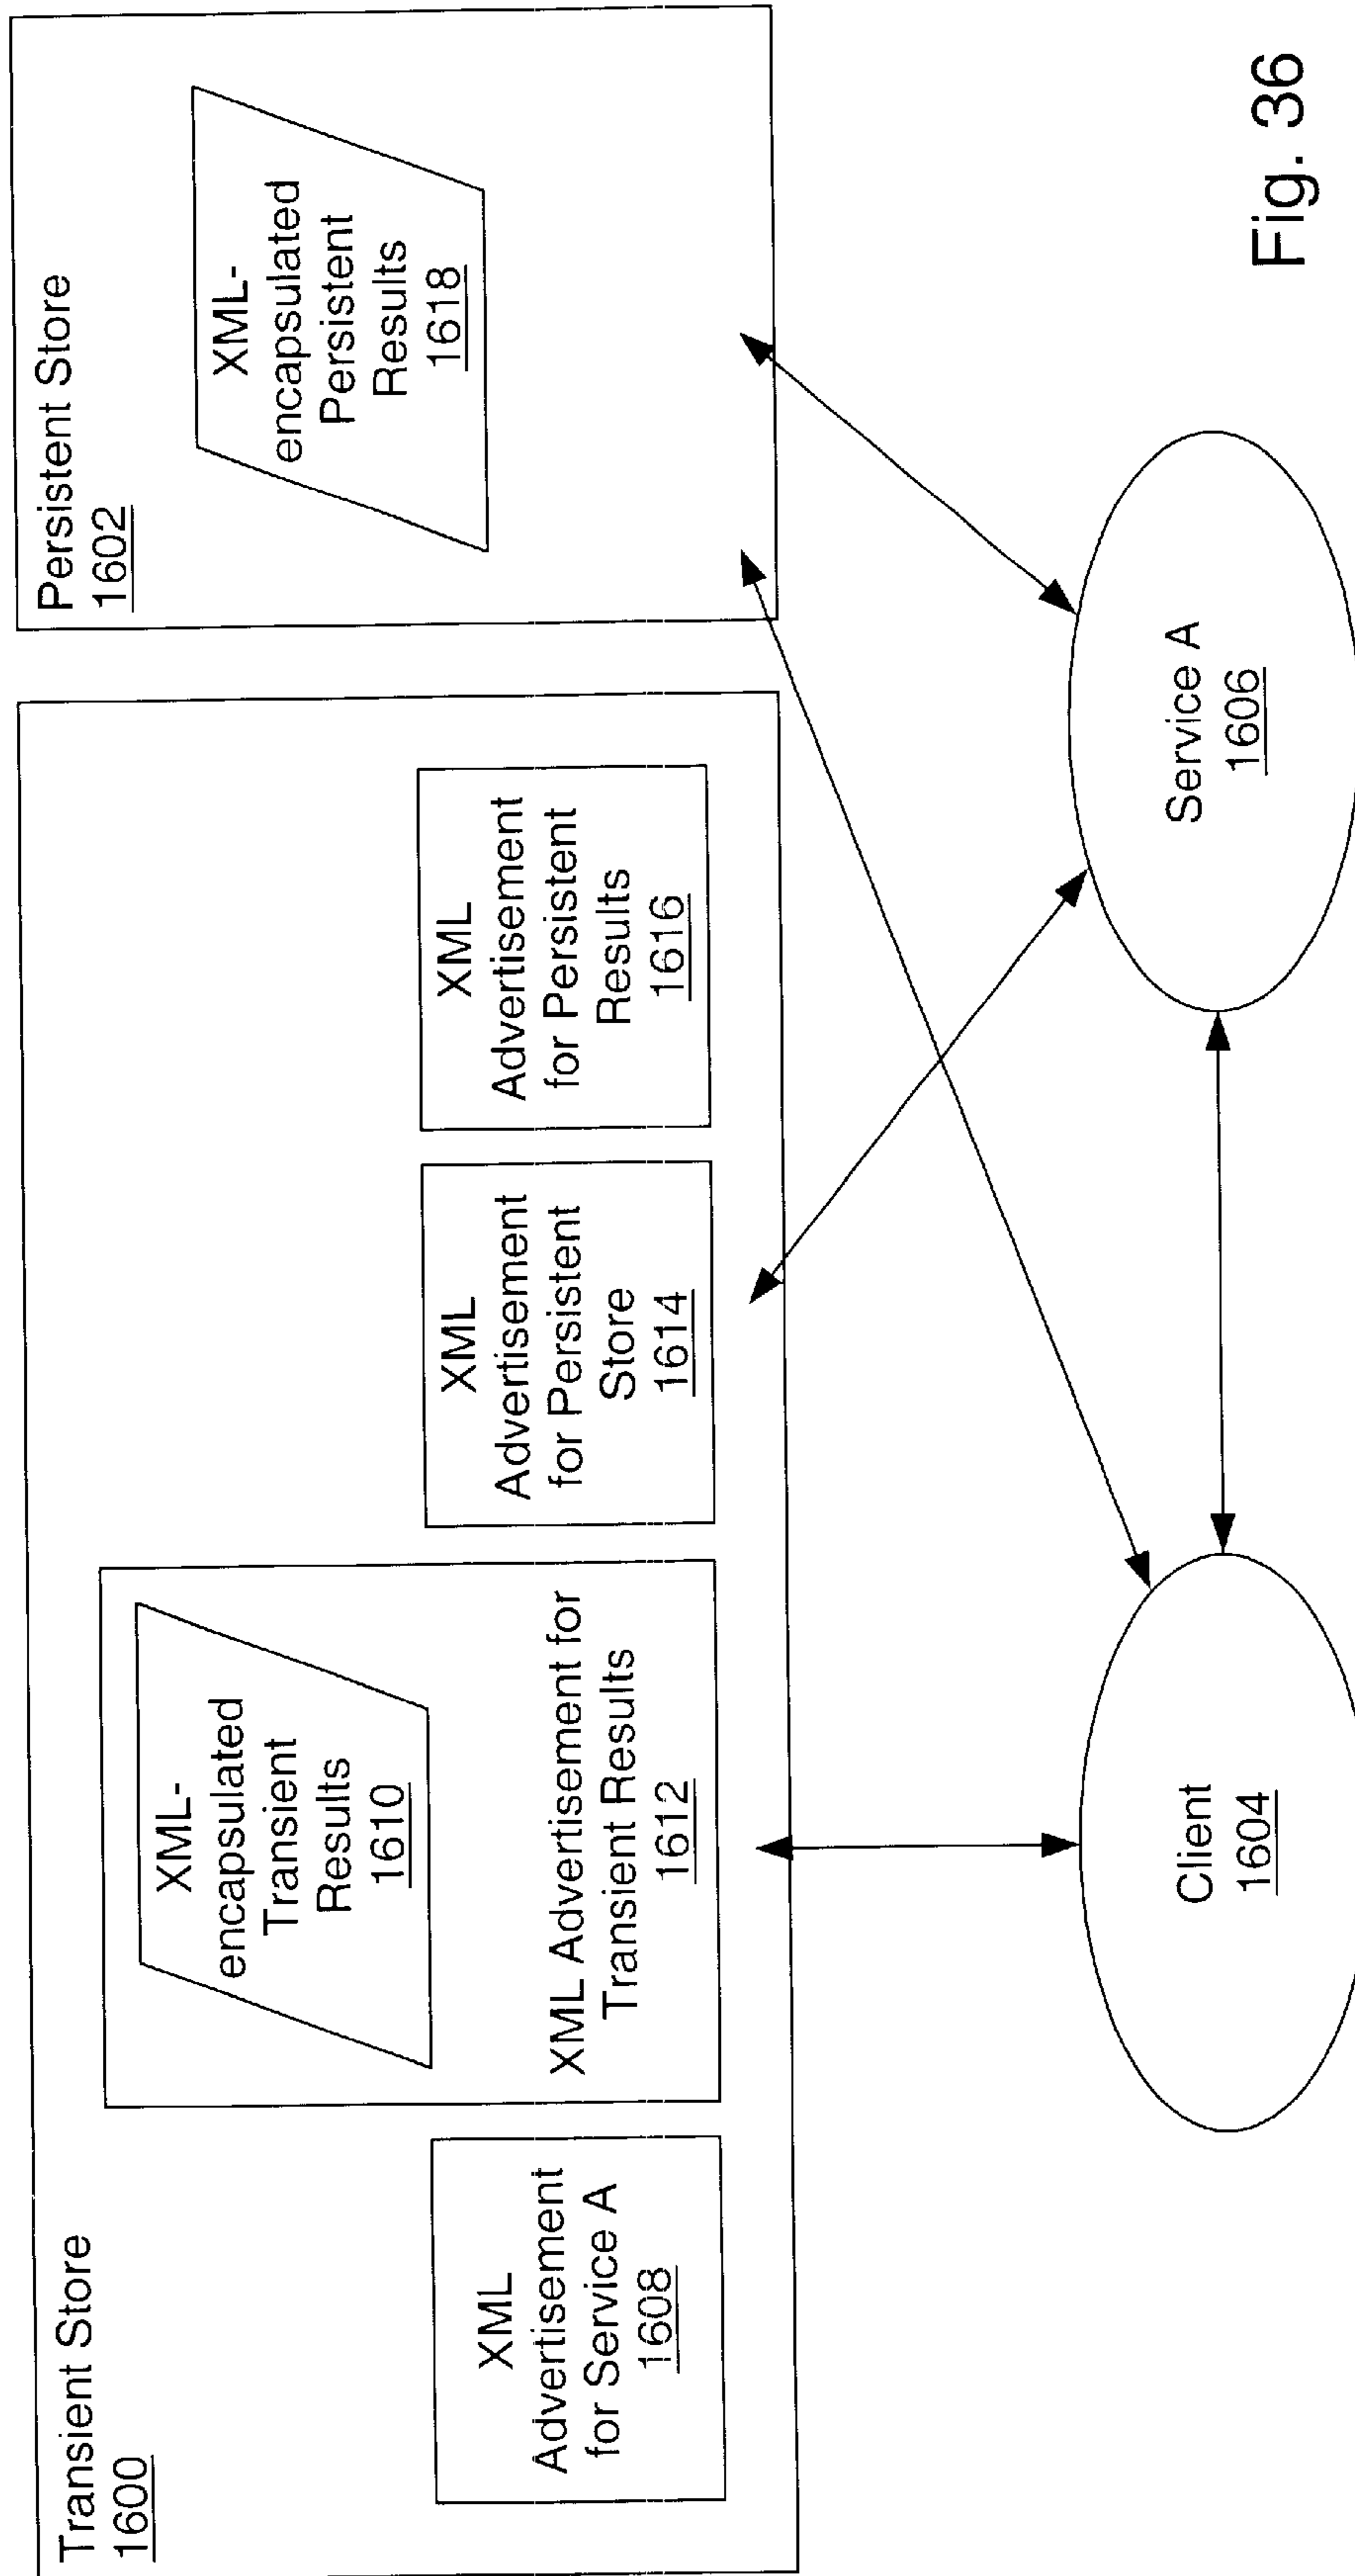 Transient Store
1600
XML
Advertisement
for Service A
1608
XML-
encapsulated
Transient
Results
1610
XML Advertisement for
Transient Results
1612
XML
Advertisement
for Persistent
Store
1614
XML
Advertisement
for Persistent
Results
1616
Persistent Store
1602
XML-
encapsulated
Persistent
Results
1618
Client
1604
Service A
1606
Fig. 36